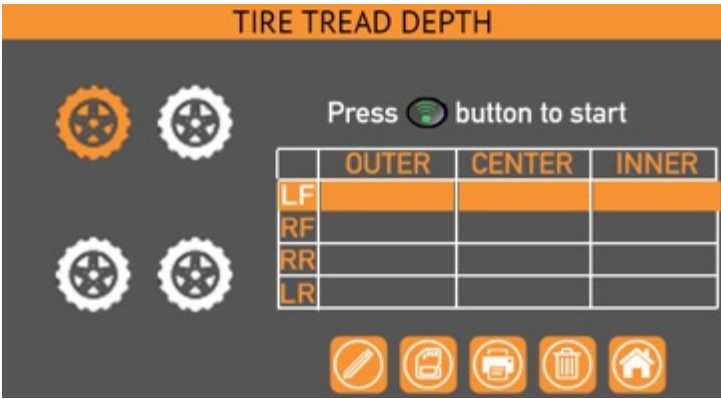 TIRE TREAD DEPTH
Press button to start
OUTER CENTER INNER
LF
RF
RR
LR